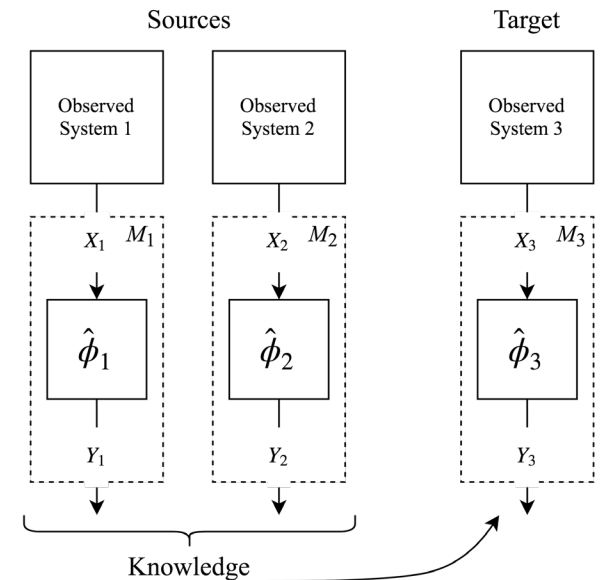 Sources
Target
Observed
System 1
Observed
System 2
Observed
System 3
X₁ M₁
X₂ M₂
X₃ M₃
ϕ̂₁
ϕ̂₂
ϕ̂₃
Y₁
Y₂
Y₃
Knowledge